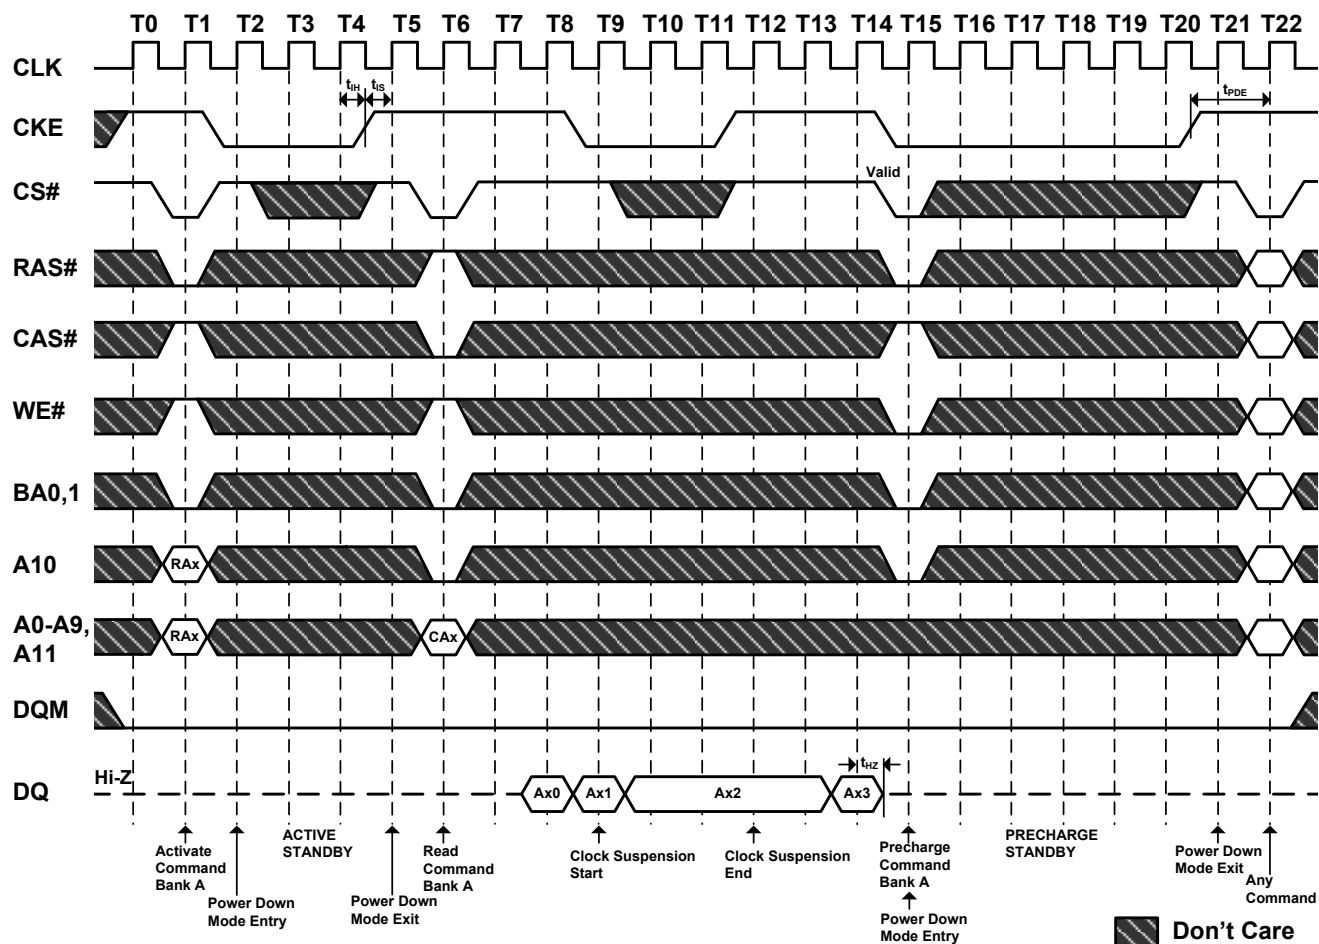 T0 T1 T2 T3 T4 T5 T6 T7 T8 T9 T10 T11 T12 T13 T14 T15 T16 T17 T18 T19 T20 T21 T22
CLK
tIH tIS
tPDE
CKE
Valid
CS#
RAS#
CAS#
WE#
BA0,1
A10
RAx
A0-A9,
A11
RAx
CAx
DQM
Hi-Z
tHZ
DQ
Ax0 Ax1 Ax2 Ax3
Activate
Command
Bank A
Power Down
Mode Entry
ACTIVE
STANDBY
Power Down
Mode Exit
Read
Command
Bank A
Clock Suspension
Start
Clock Suspension
End
Precharge
Command
Bank A
Power Down
Mode Entry
PRECHARGE
STANDBY
Power Down
Mode Exit
Any
Command
Don't Care